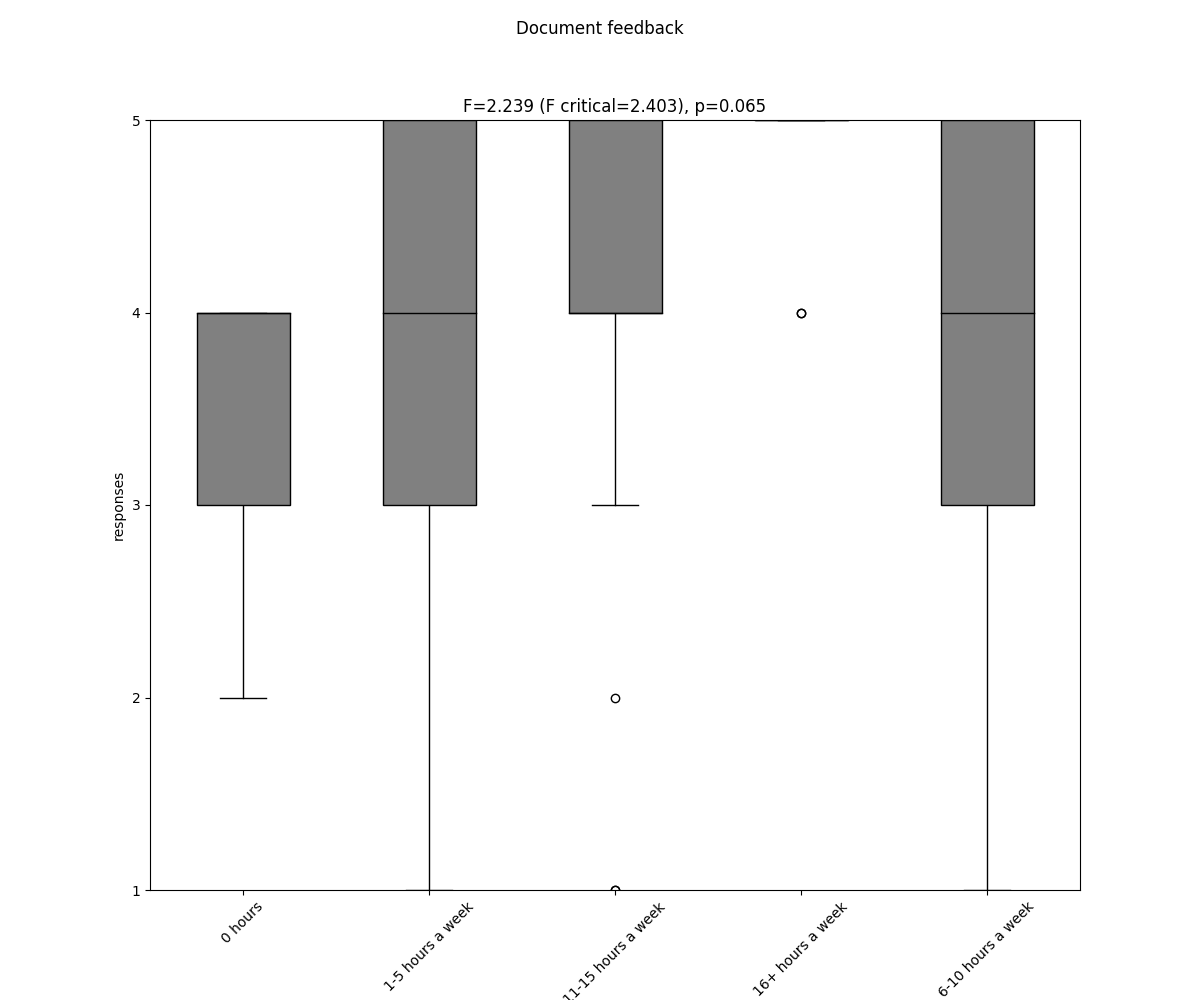 Document feedback
F=2.239 (F critical=2.403), p=0.065
5
4
3
2
1
responses
0 hours
1-5 hours a week
11-15 hours a week
16+ hours a week
6-10 hours a week